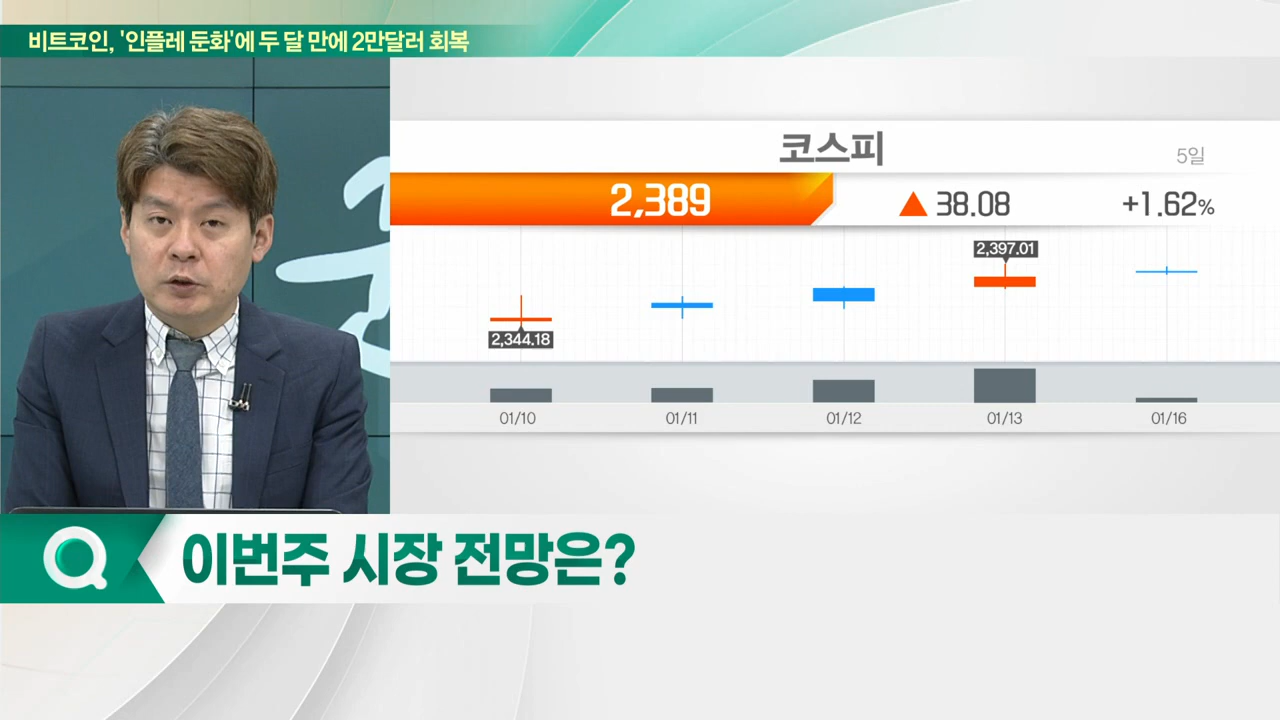 비트코인, '인플레 둔화'에 두 달 만에 2만달러 회복
코스피
5일
2,389
▲ 38.08
+1.62%
2,397.01
2,344.18
01/10 01/11 01/12 01/13 01/16
Q 이번주 시장 전망은?